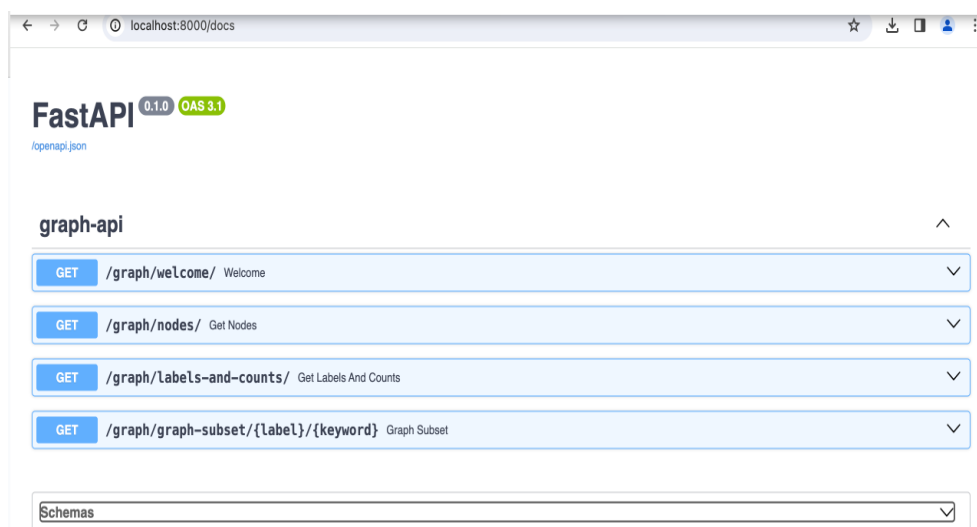 localhost:8000/docs
FastAPI 0.1.0 OAS 3.1
/openapi.json
graph-api
GET /graph/welcome/ Welcome
GET /graph/nodes/ Get Nodes
GET /graph/labels-and-counts/ Get Labels And Counts
GET /graph/graph-subset/{label}/{keyword} Graph Subset
Schemas